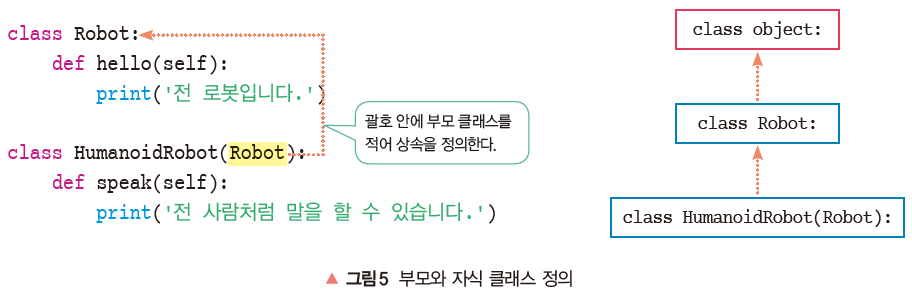 class Robot:
def hello(self):
print('전 로봇입니다.')
class HumanoidRobot(Robot):
def speak(self):
print('전 사람처럼 말을 할 수 있습니다.')
괄호 안에 부모 클래스를
적어 상속을 정의한다.
class object:
class Robot:
class HumanoidRobot(Robot):
▲ 그림 5 부모와 자식 클래스 정의